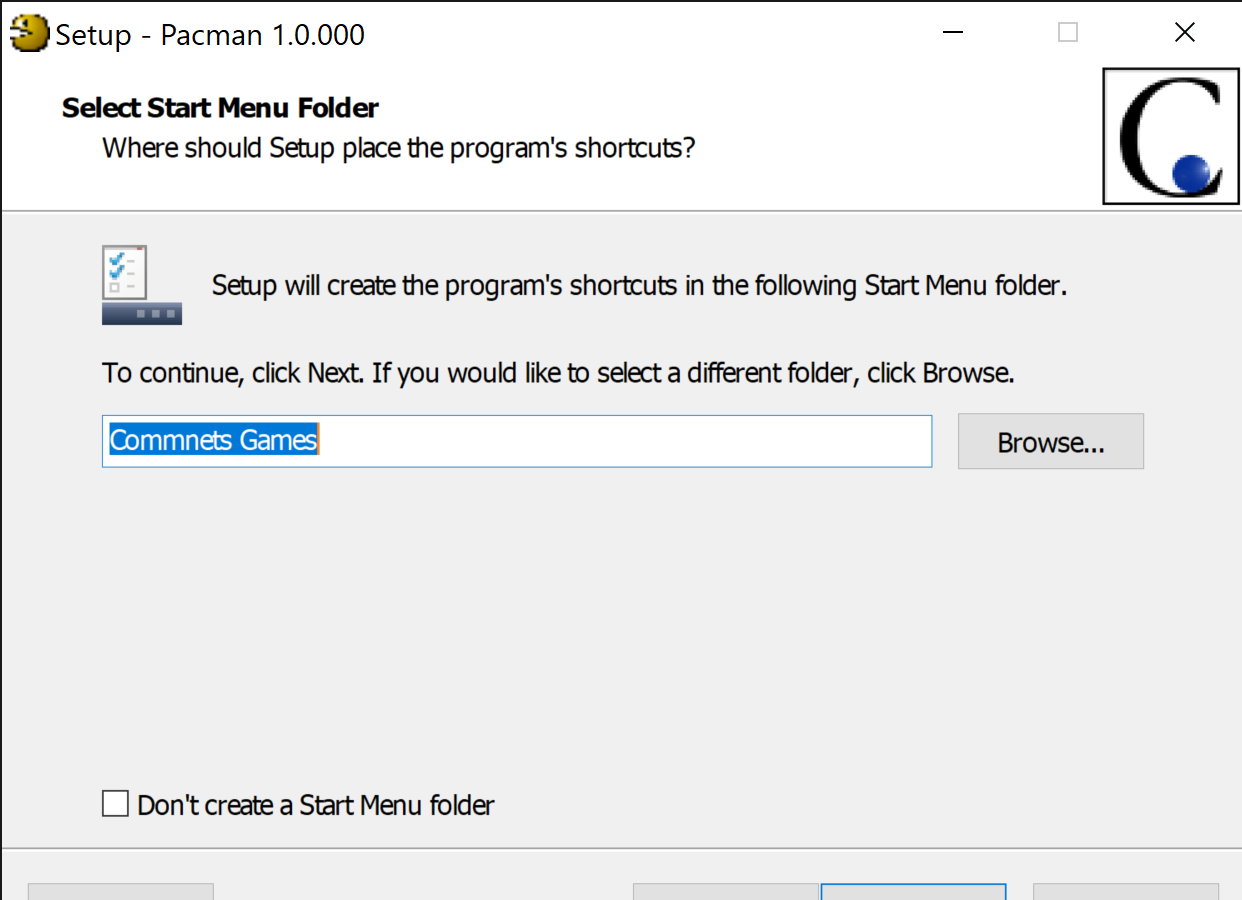 Setup - Pacman 1.0.000
Select Start Menu Folder
Where should Setup place the program's shortcuts?
C
Setup will create the program's shortcuts in the following Start Menu folder.
To continue, click Next. If you would like to select a different folder, click Browse.
Commnets Games
Browse...
Don't create a Start Menu folder